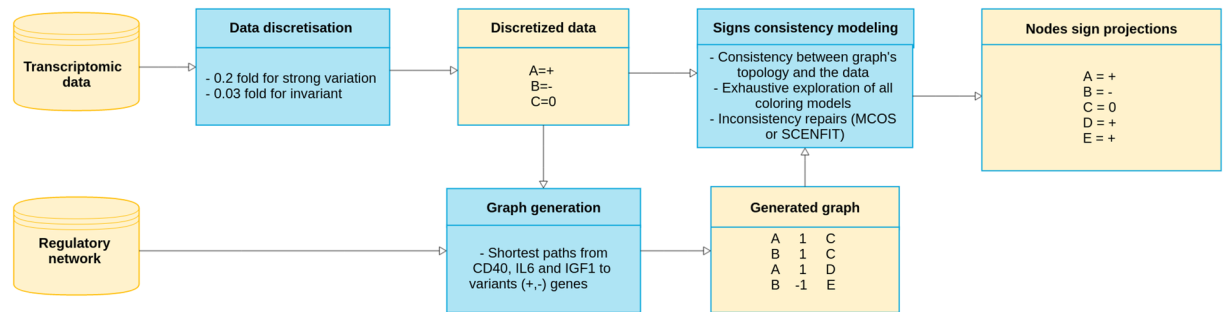 Transcriptomic
data
Data discretisation
- 0.2 fold for strong variation
- 0.03 fold for invariant
Discretized data
A=+
B=-
C=0
Signs consistency modeling
- Consistency between graph's
topology and the data
- Exhaustive exploration of all
coloring models
- Inconsistency repairs (MCOS
or SCENFIT)
Nodes sign projections
A = +
B = -
C = 0
D = +
E = +
Regulatory
network
Graph generation
- Shortest paths from
CD40, IL6 and IGF1 to
variants (+,-) genes
Generated graph
A 1 C
B 1 C
A 1 D
B -1 E